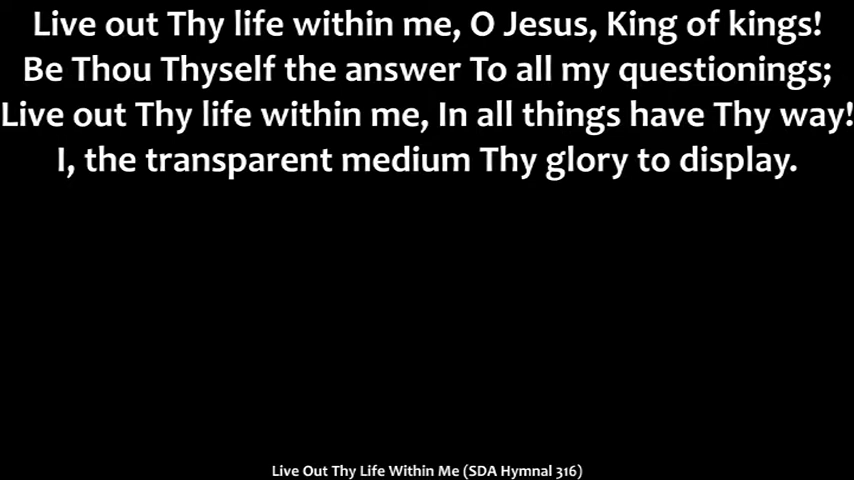 Live out Thy life within me, O Jesus, King of kings!
Be Thou Thyself the answer To all my questionings;
Live out Thy life within me, In all things have Thy way!
I, the transparent medium Thy glory to display.
Live Out Thy Life Within Me (SDA Hymnal 316)